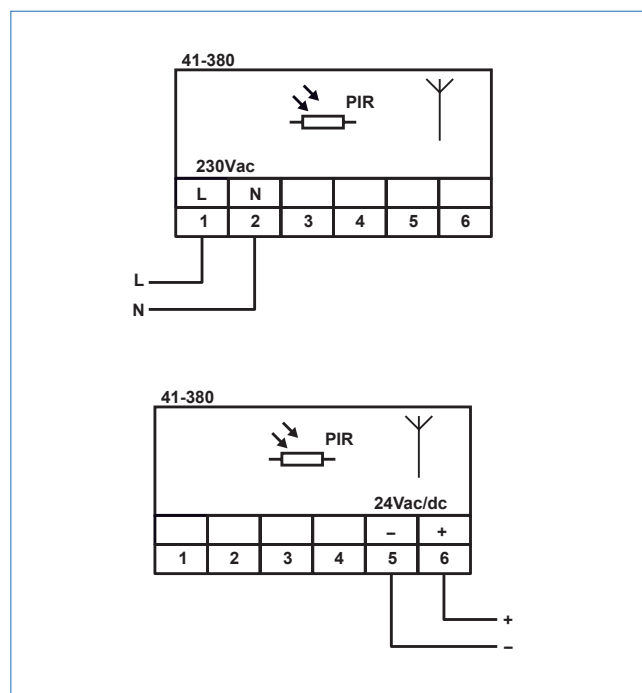 41-380
PIR
230Vac
L N
1 2 3 4 5 6
L
N
41-380
PIR
24Vac/dc
– +
1 2 3 4 5 6
+
–